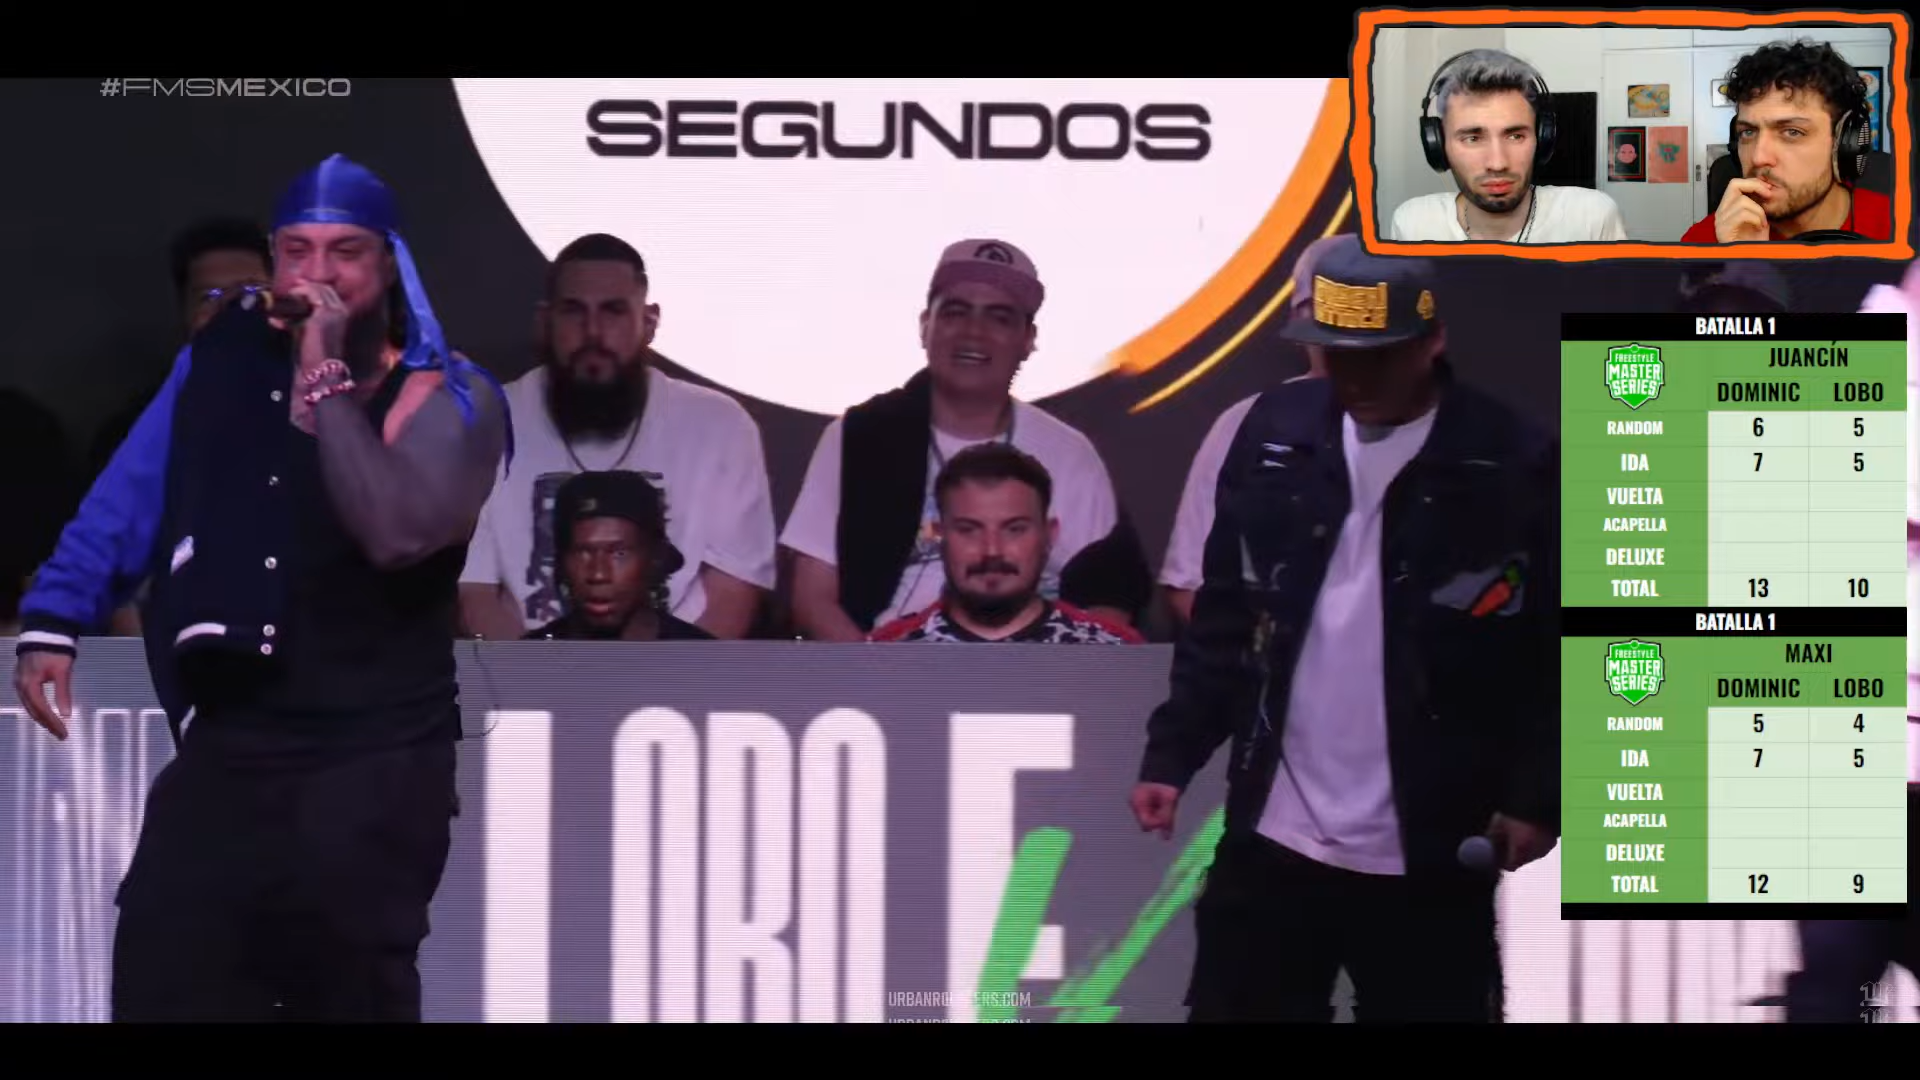 #FMSMEXICO
SEGUNDOS
BATALLA 1
FREESTYLE
MASTER
SERIES
JUANCÍN
DOMINIC LOBO
RANDOM 6 5
IDA 7 5
VUELTA
ACAPELLA
DELUXE
TOTAL 13 10
BATALLA 1
FREESTYLE
MASTER
SERIES
MAXI
DOMINIC LOBO
RANDOM 5 4
IDA 7 5
VUELTA
ACAPELLA
DELUXE
TOTAL 12 9
LOBO E